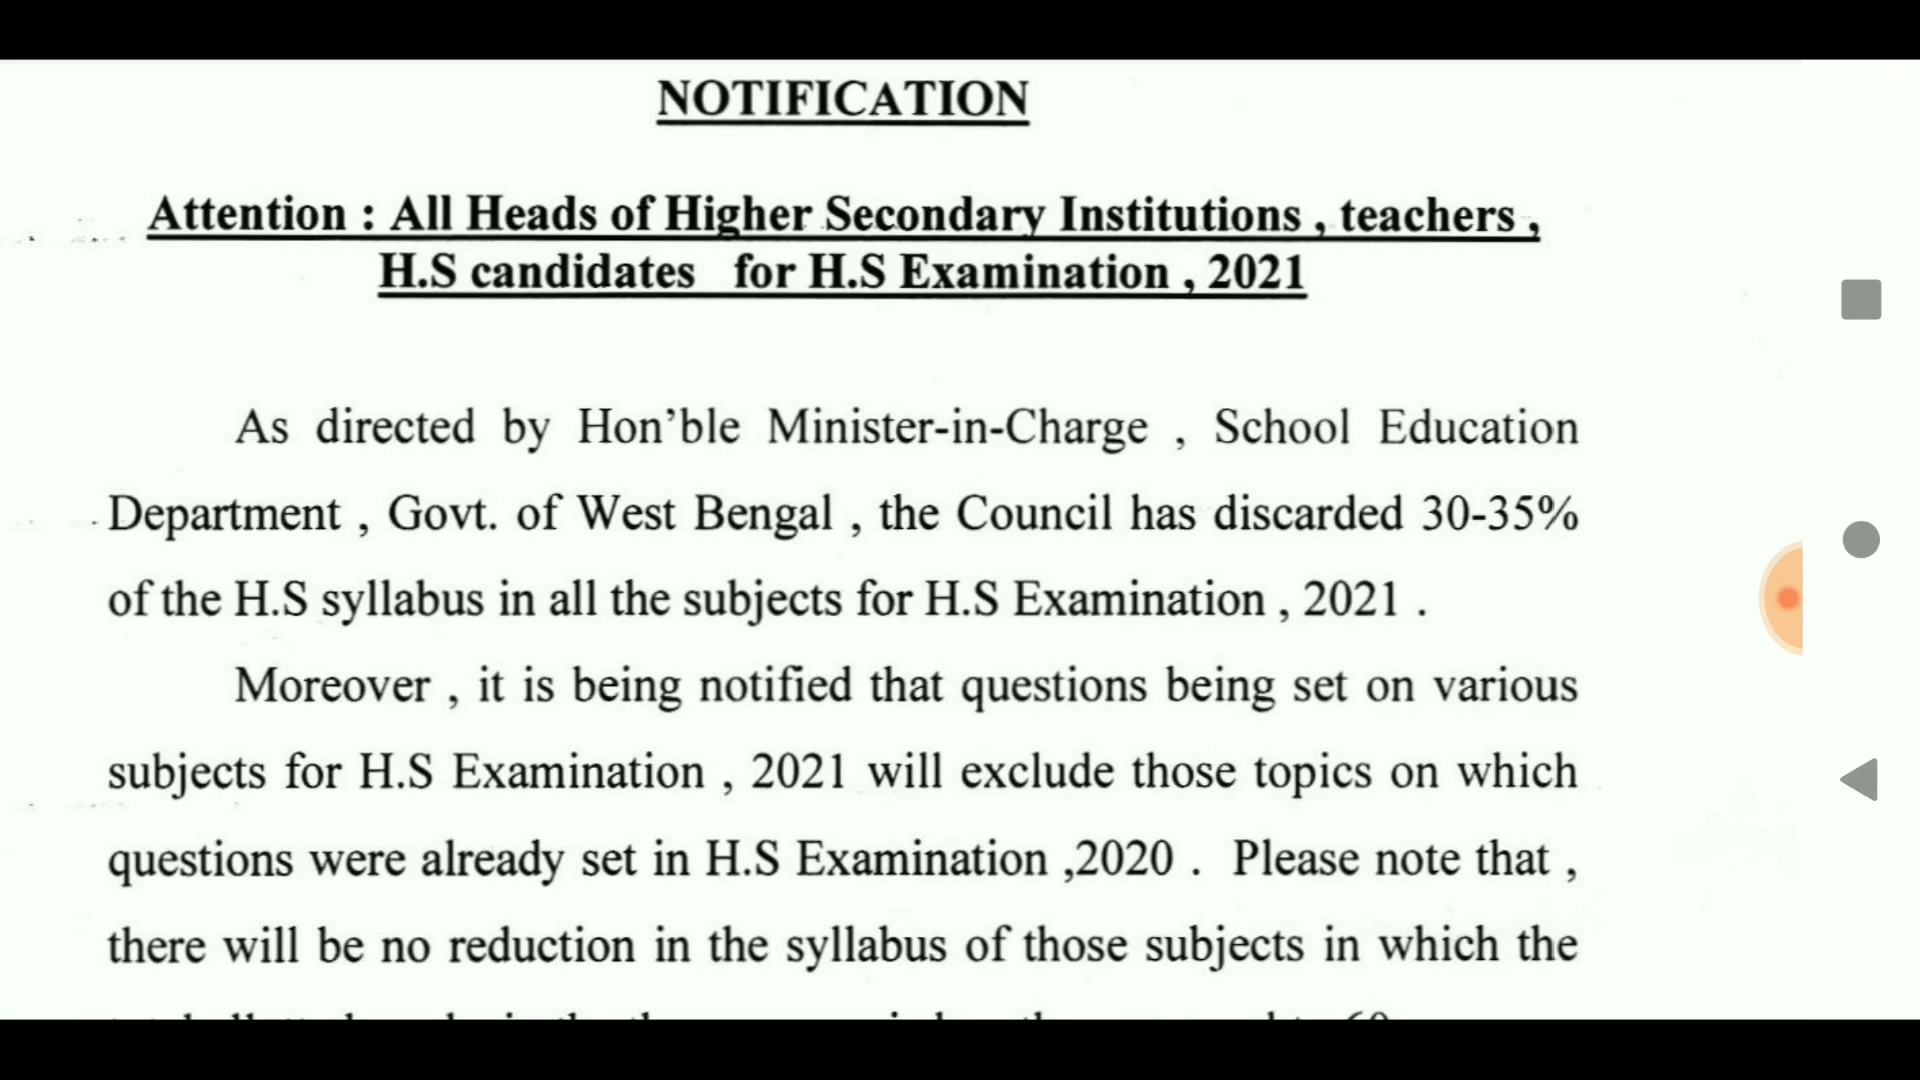 NOTIFICATION
Attention : All Heads of Higher Secondary Institutions , teachers ,
H.S candidates for H.S Examination , 2021
As directed by Hon’ble Minister-in-Charge , School Education
Department , Govt. of West Bengal , the Council has discarded 30-35%
of the H.S syllabus in all the subjects for H.S Examination , 2021 .
Moreover , it is being notified that questions being set on various
subjects for H.S Examination , 2021 will exclude those topics on which
questions were already set in H.S Examination ,2020 . Please note that ,
there will be no reduction in the syllabus of those subjects in which the